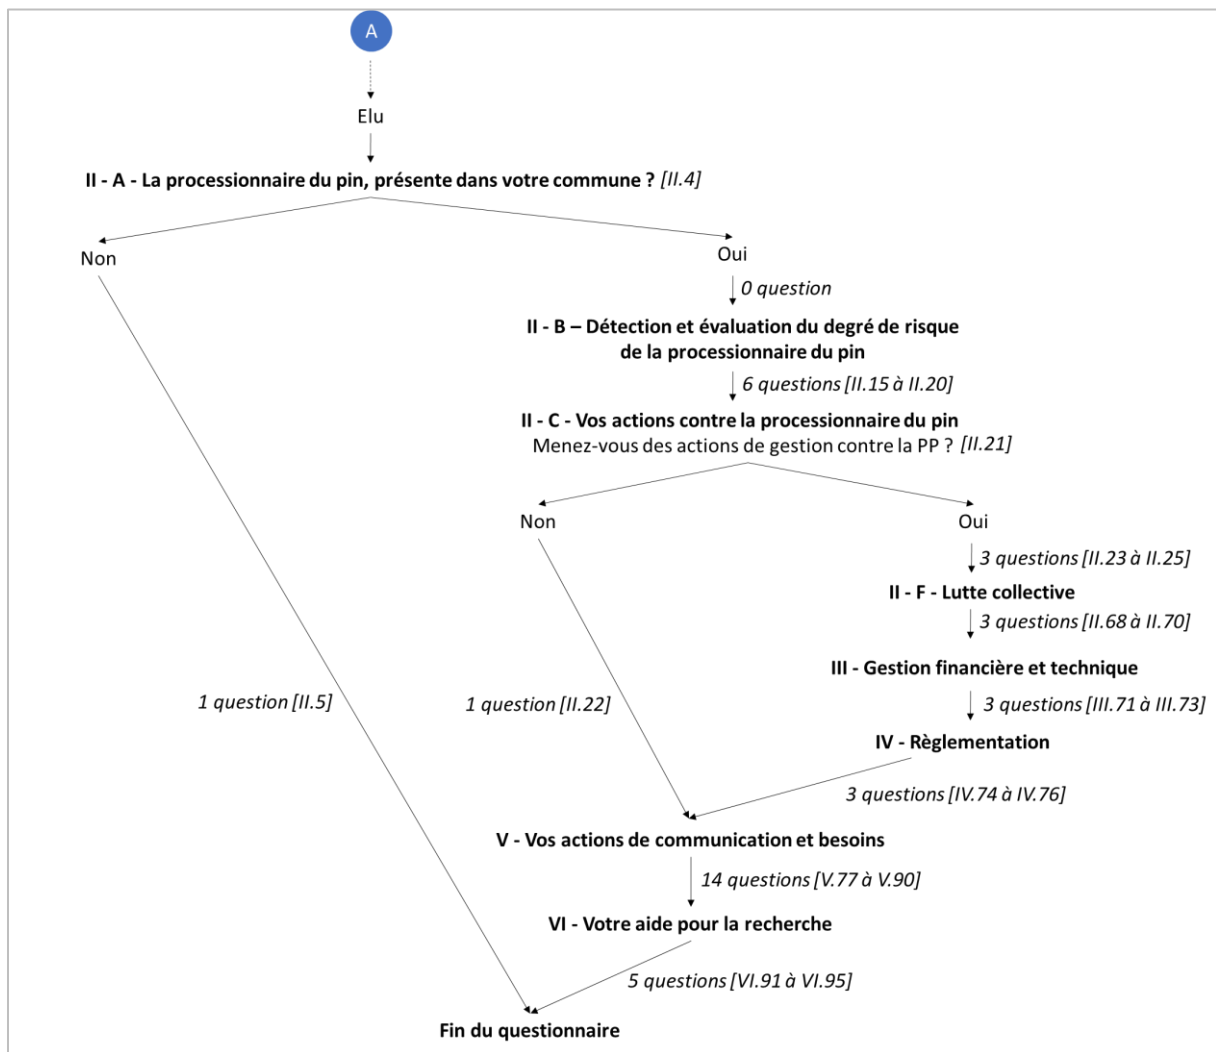 A
Elu
II - A - La processionnaire du pin, présente dans votre commune ? [II.4]
Non
Oui
0 question
II - B – Détection et évaluation du degré de risque
de la processionnaire du pin
6 questions [II.15 à II.20]
II - C - Vos actions contre la processionnaire du pin
Menez-vous des actions de gestion contre la PP ? [II.21]
Non
Oui
3 questions [II.23 à II.25]
II - F - Lutte collective
3 questions [II.68 à II.70]
III - Gestion financière et technique
1 question [II.5]
1 question [II.22]
3 questions [III.71 à III.73]
IV - Règlementation
3 questions [IV.74 à IV.76]
V - Vos actions de communication et besoins
14 questions [V.77 à V.90]
VI - Votre aide pour la recherche
5 questions [VI.91 à VI.95]
Fin du questionnaire